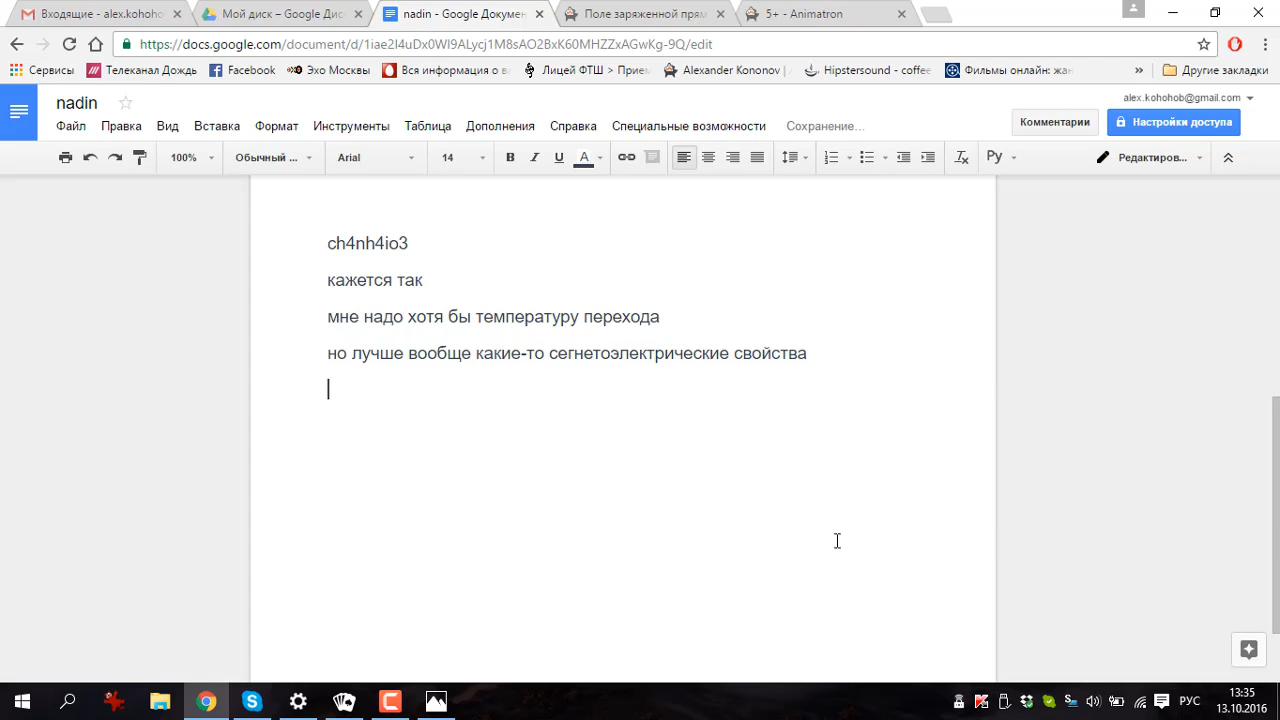 Входящие - alex.kohoho
Мой диск – Google Дис
nadin - Google Докумен
Поле заряженной прям
5+ - Animatron
https://docs.google.com/document/d/1iae2I4uDx0WI9ALycj1M8sAO2BxK60MHZZxAGwKg-9Q/edit
Сервисы
Телеканал Дождь
Facebook
Эхо Москвы
Вся информация о в
Лицей ФТШ > Прием
Alexander Kononov
Hipstersound - coffee
Фильмы онлайн: жан
»
Другие закладки
nadin
alex.kohohob@gmail.com
Файл Правка Вид Вставка Формат Инструменты Таблица Дополнения Справка Специальные возможности Сохранение…
Комментарии
Настройки доступа
100% Обычный ... Arial 14 B I U A Ру Редактиров...
ch4nh4io3
кажется так
мне надо хотя бы температуру перехода
но лучше вообще какие-то сегнетоэлектрические свойства
РУС
13:35
13.10.2016